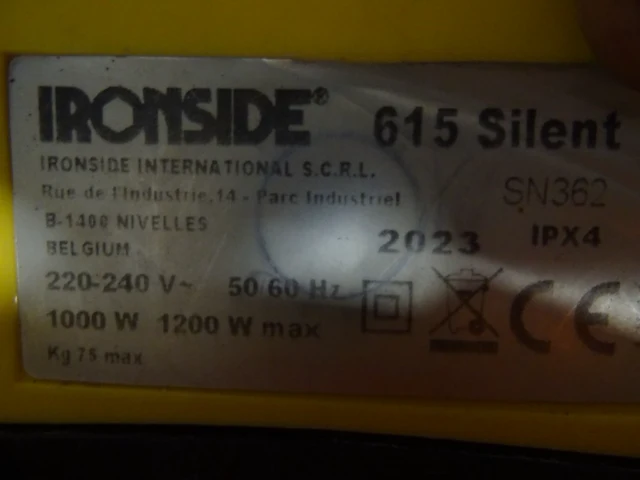 IRONSIDE® 615 Silent
IRONSIDE INTERNATIONAL S.C.R.L.
Rue de l'Industrie,14 - Parc Industriel
SN362
B-1400 NIVELLES
BELGIUM
2023 IPX4
220-240 V~ 50/60 Hz
1000 W 1200 W max
CE
Kg 75 max